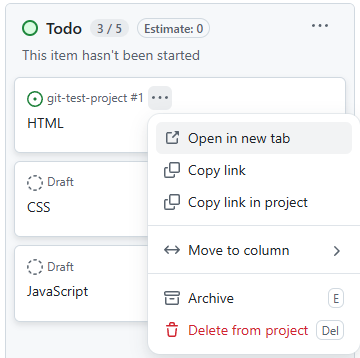 Todo 3 / 5 Estimate: 0 ...
This item hasn't been started
git-test-project #1 ...
HTML
Open in new tab
Copy link
Draft
CSS
Copy link in project
Move to column
Draft
JavaScript
Archive E
Delete from project Del